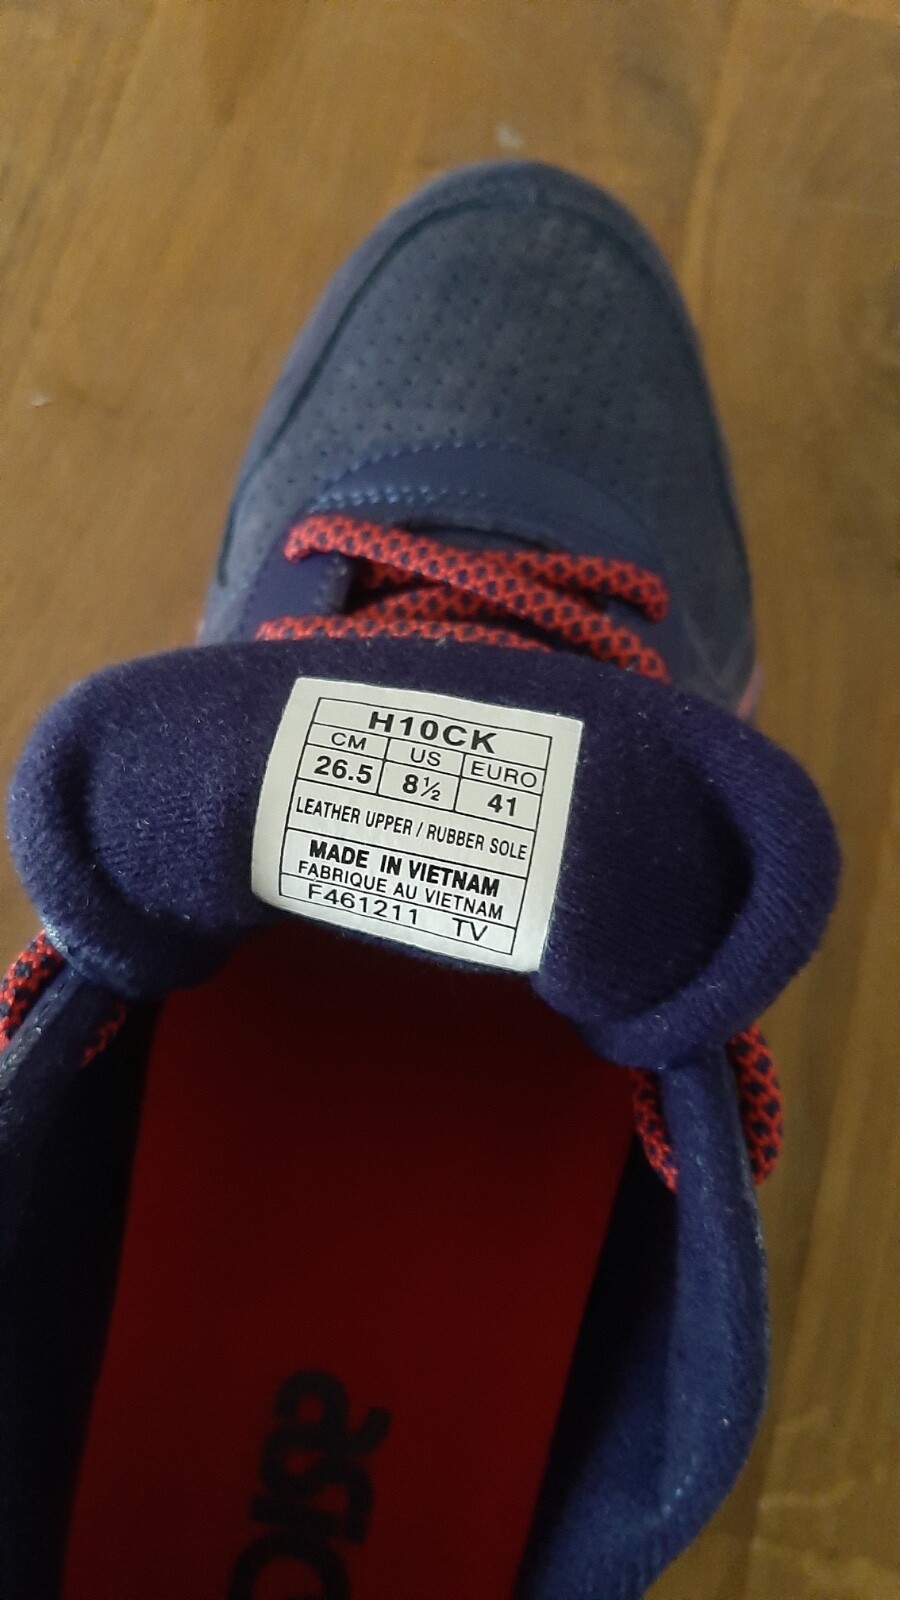 H10CK
CM US EURO
26.5 8½ 41
LEATHER UPPER / RUBBER SOLE
MADE IN VIETNAM
FABRIQUE AU VIETNAM
F461211 TV